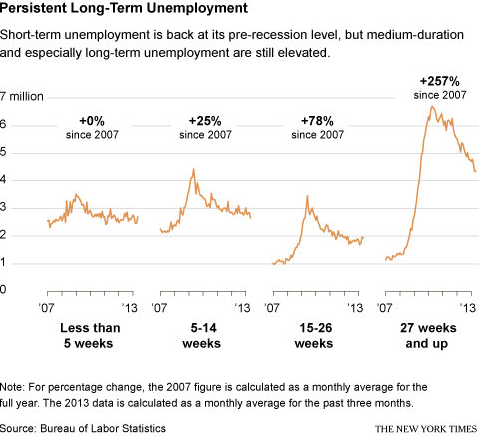 Persistent Long-Term Unemployment
Short-term unemployment is back at its pre-recession level, but medium-duration
and especially long-term unemployment are still elevated.
7 million
6
5
4
3
2
1
0
+0%
since 2007
+25%
since 2007
+78%
since 2007
+257%
since 2007
'07 '13 '07 '13 '07 '13 '07 '13
Less than
5 weeks
5-14
weeks
15-26
weeks
27 weeks
and up
Note: For percentage change, the 2007 figure is calculated as a monthly average for the
full year. The 2013 data is calculated as a monthly average for the past three months.
Source: Bureau of Labor Statistics
THE NEW YORK TIMES